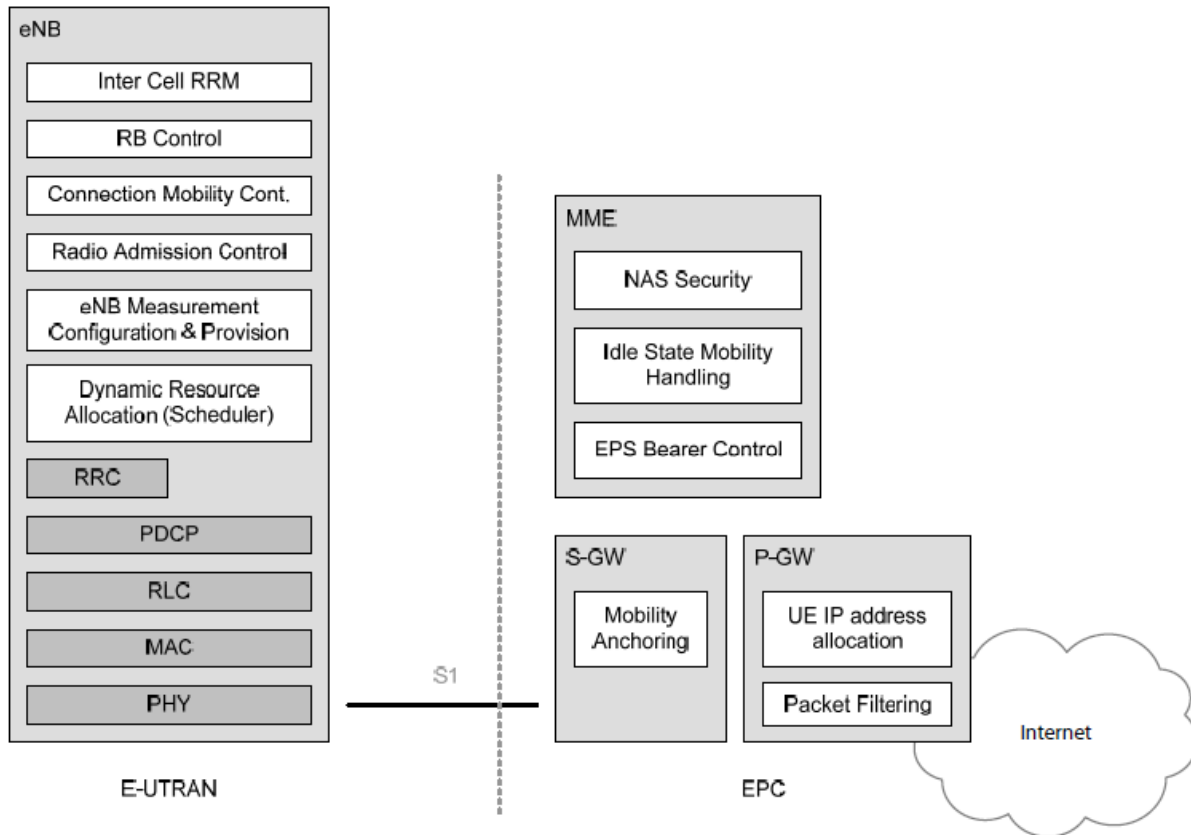 eNB
Inter Cell RRM
RB Control
Connection Mobility Cont.
Radio Admission Control
eNB Measurement
Configuration & Provision
Dynamic Resource
Allocation (Scheduler)
RRC
PDCP
RLC
MAC
PHY
E-UTRAN
S1
MME
NAS Security
Idle State Mobility
Handling
EPS Bearer Control
S-GW
Mobility
Anchoring
P-GW
UE IP address
allocation
Packet Filtering
EPC
Internet